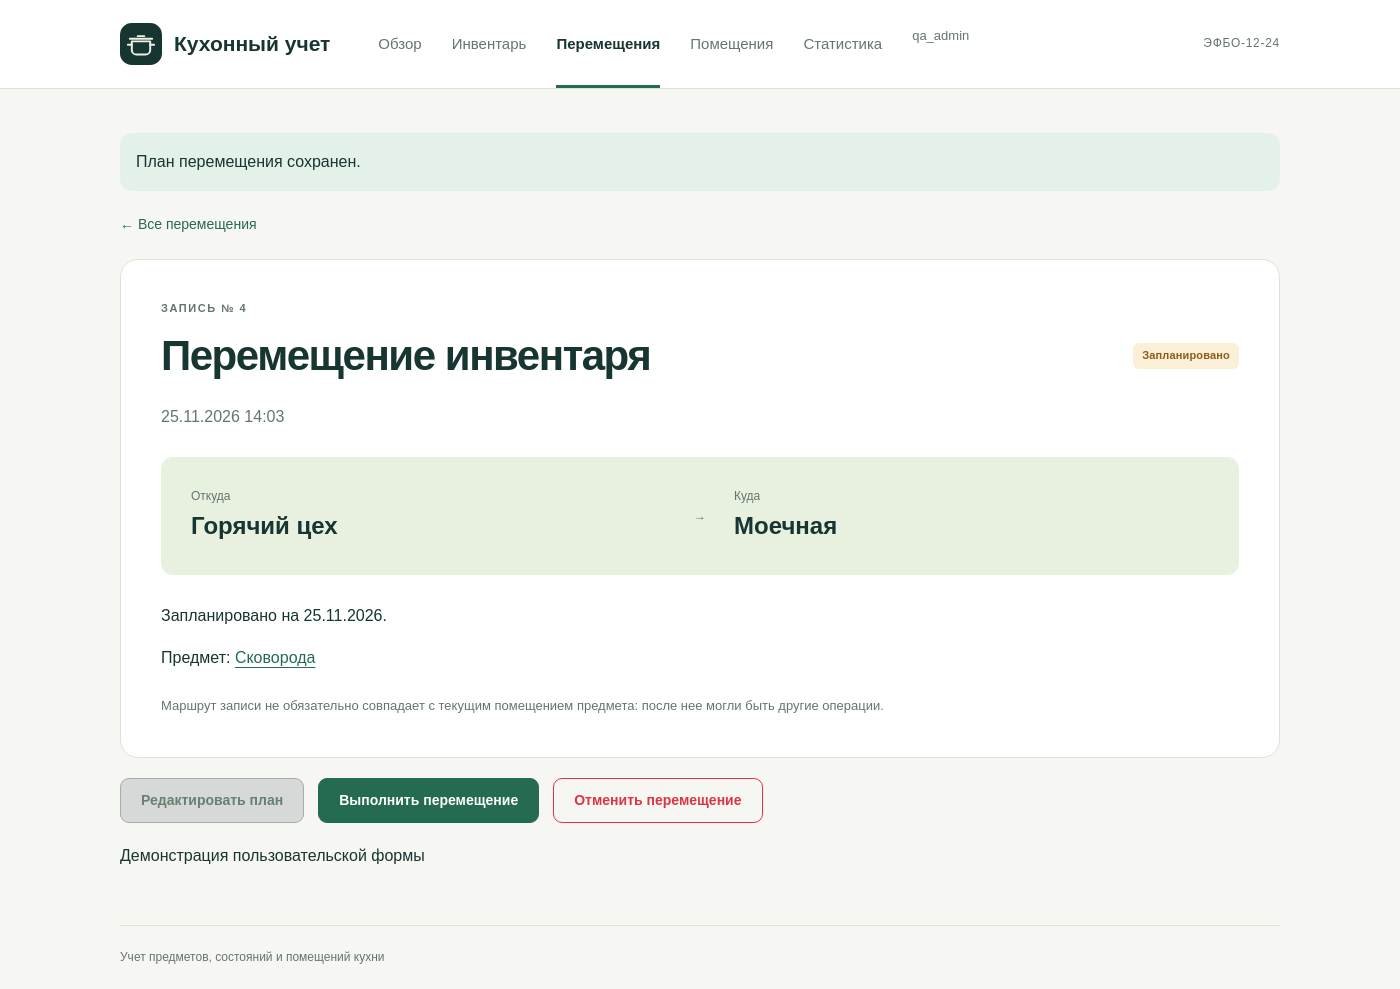 Кухонный учет
Обзор
Инвентарь
Перемещения
Помещения
Статистика
qa_admin
ЭФБО-12-24
План перемещения сохранен.
← Все перемещения
ЗАПИСЬ № 4
Перемещение инвентаря
Запланировано
25.11.2026 14:03
Откуда
Горячий цех
→
Куда
Моечная
Запланировано на 25.11.2026.
Предмет: Сковорода
Маршрут записи не обязательно совпадает с текущим помещением предмета: после нее могли быть другие операции.
Редактировать план
Выполнить перемещение
Отменить перемещение
Демонстрация пользовательской формы
Учет предметов, состояний и помещений кухни